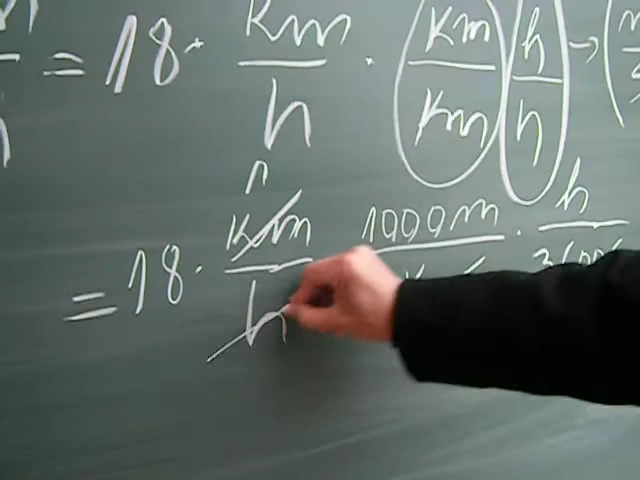 = 18 · km/h · (km/km)(h/h) → (
= 18 · km/h · 1000m · h